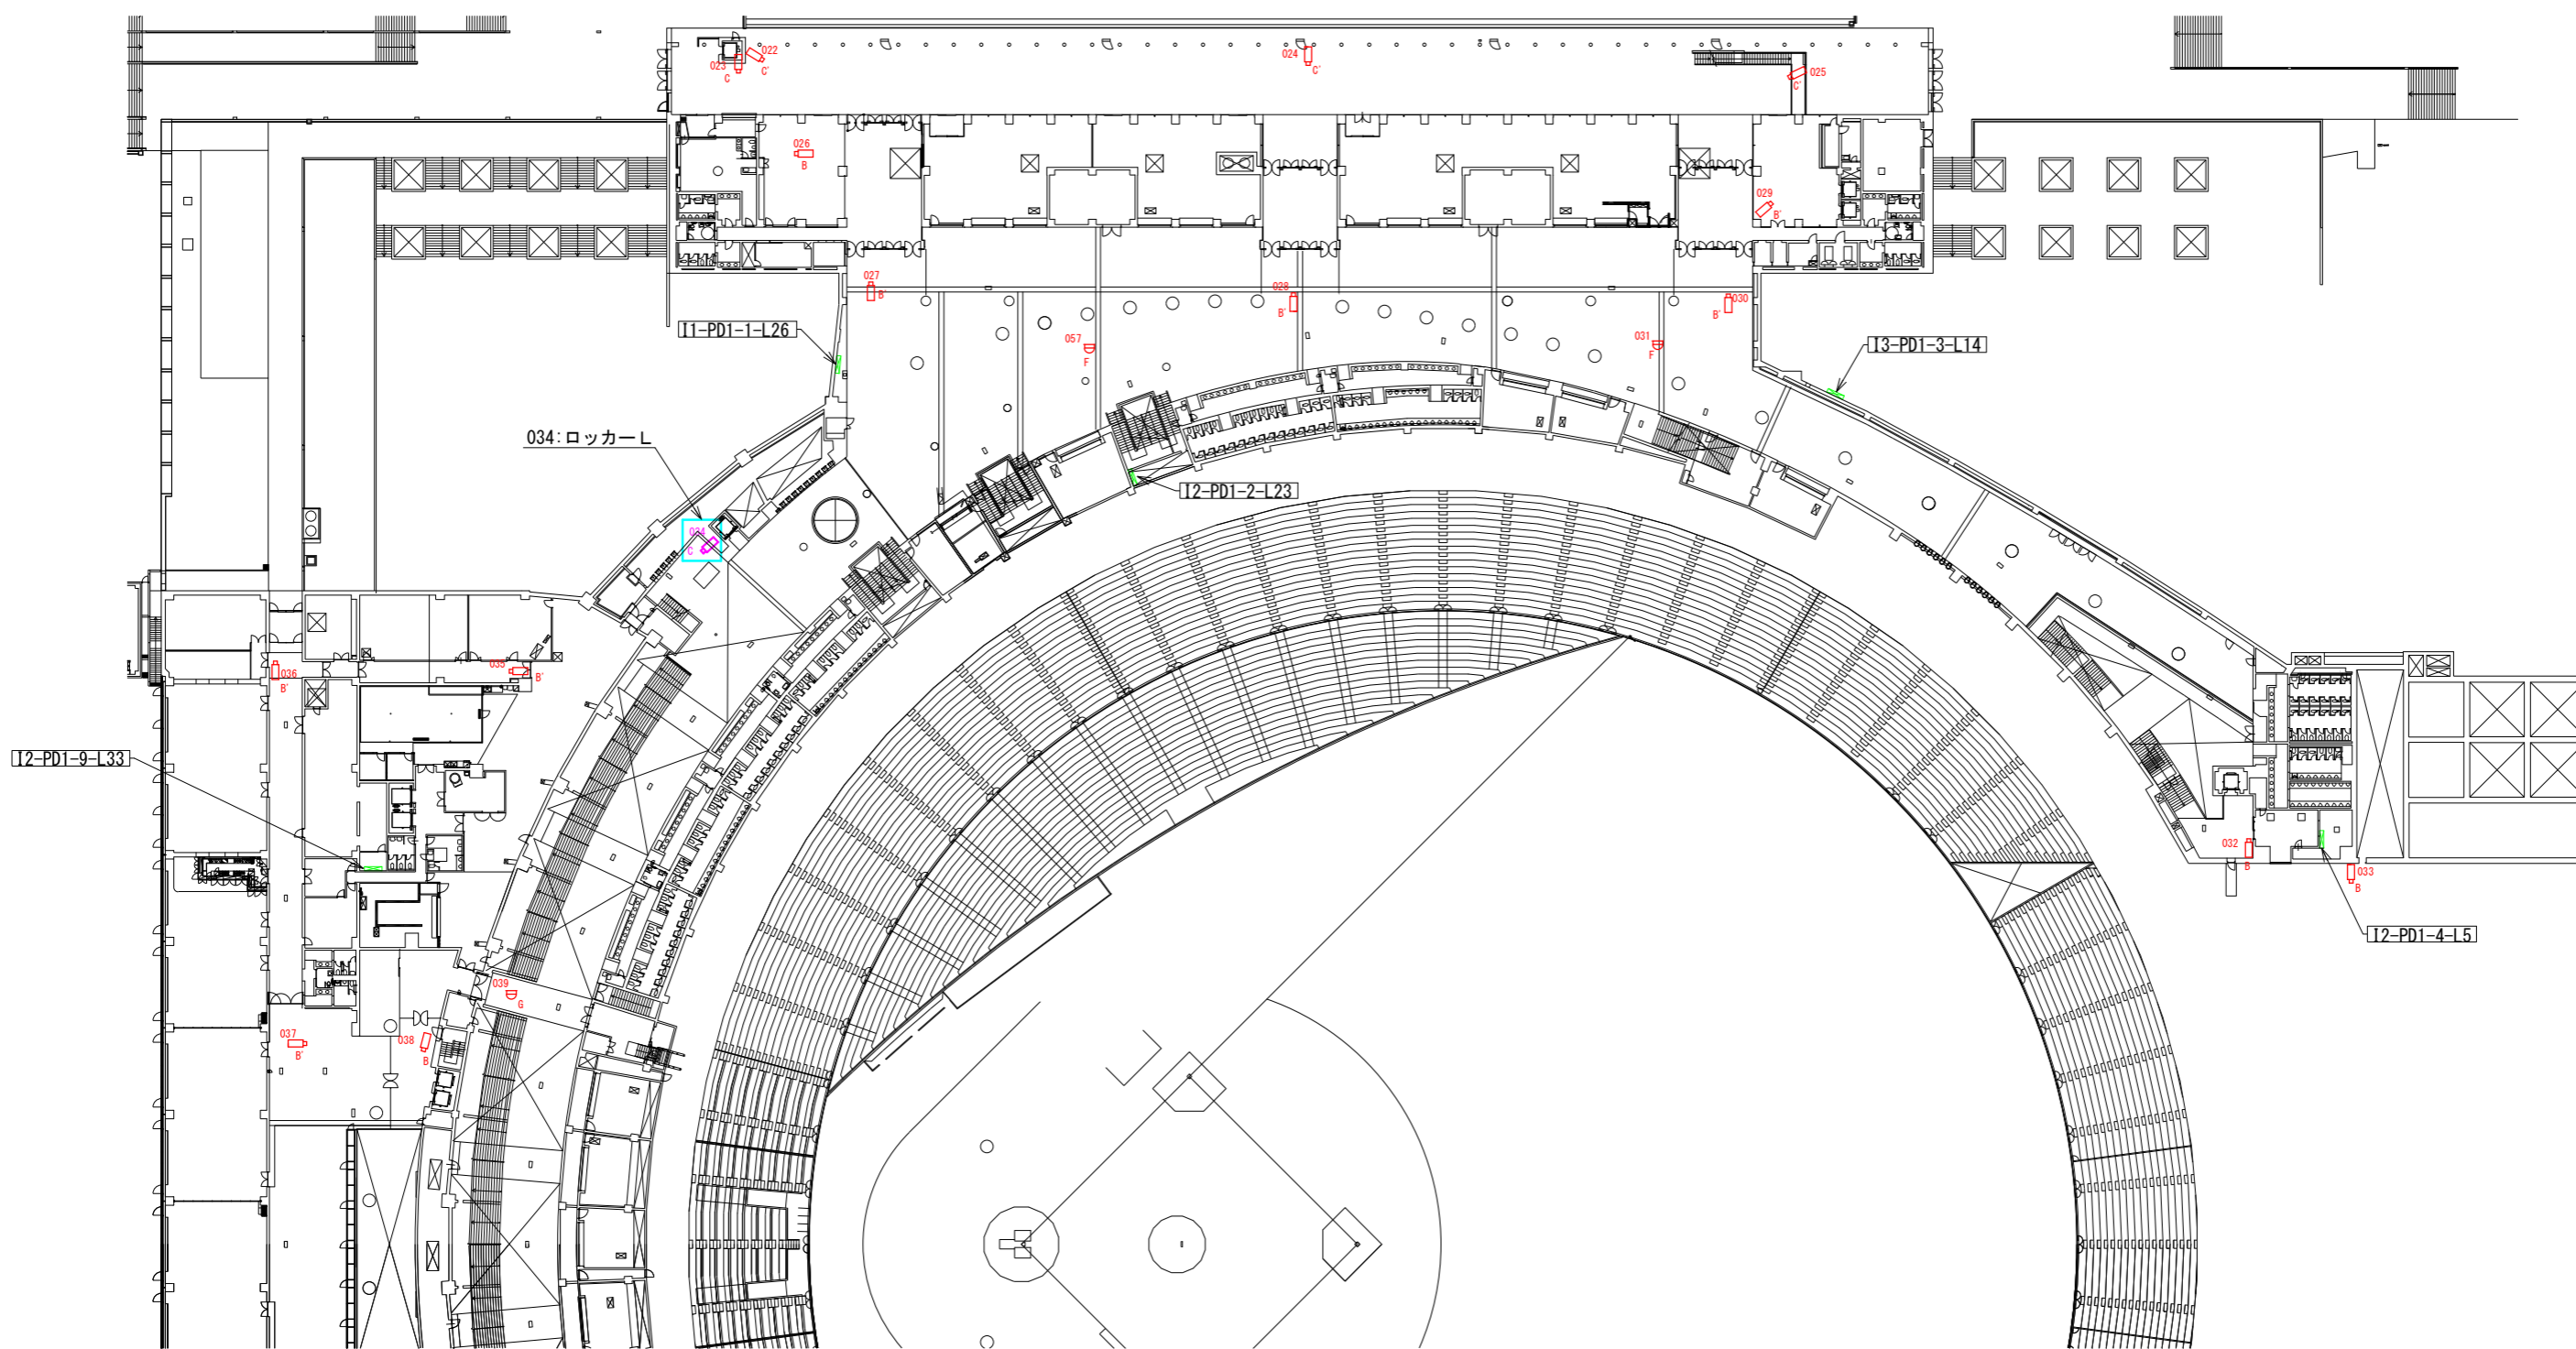 022
023
C
C'
024
C'
025
C'
026
B
029
B'
027
B'
028
B'
030
B'
I1-PD1-1-L26
057
F
031
F
I3-PD1-3-L14
034:ロッカーL
I2-PD1-2-L23
034
C
035
B'
036
B'
I2-PD1-9-L33
032
B
033
B
I2-PD1-4-L5
039
G
037
B'
038
B